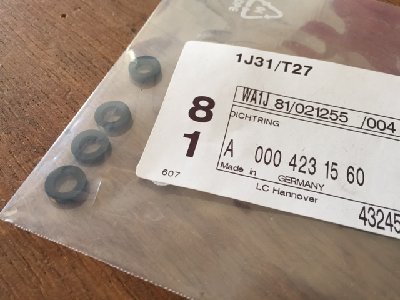 1J31/T27
8
1
WA1J 81/021255 /004
DICHTRING
A 000 423 15 60
Made in GERMANY
LC Hannover
607
43245